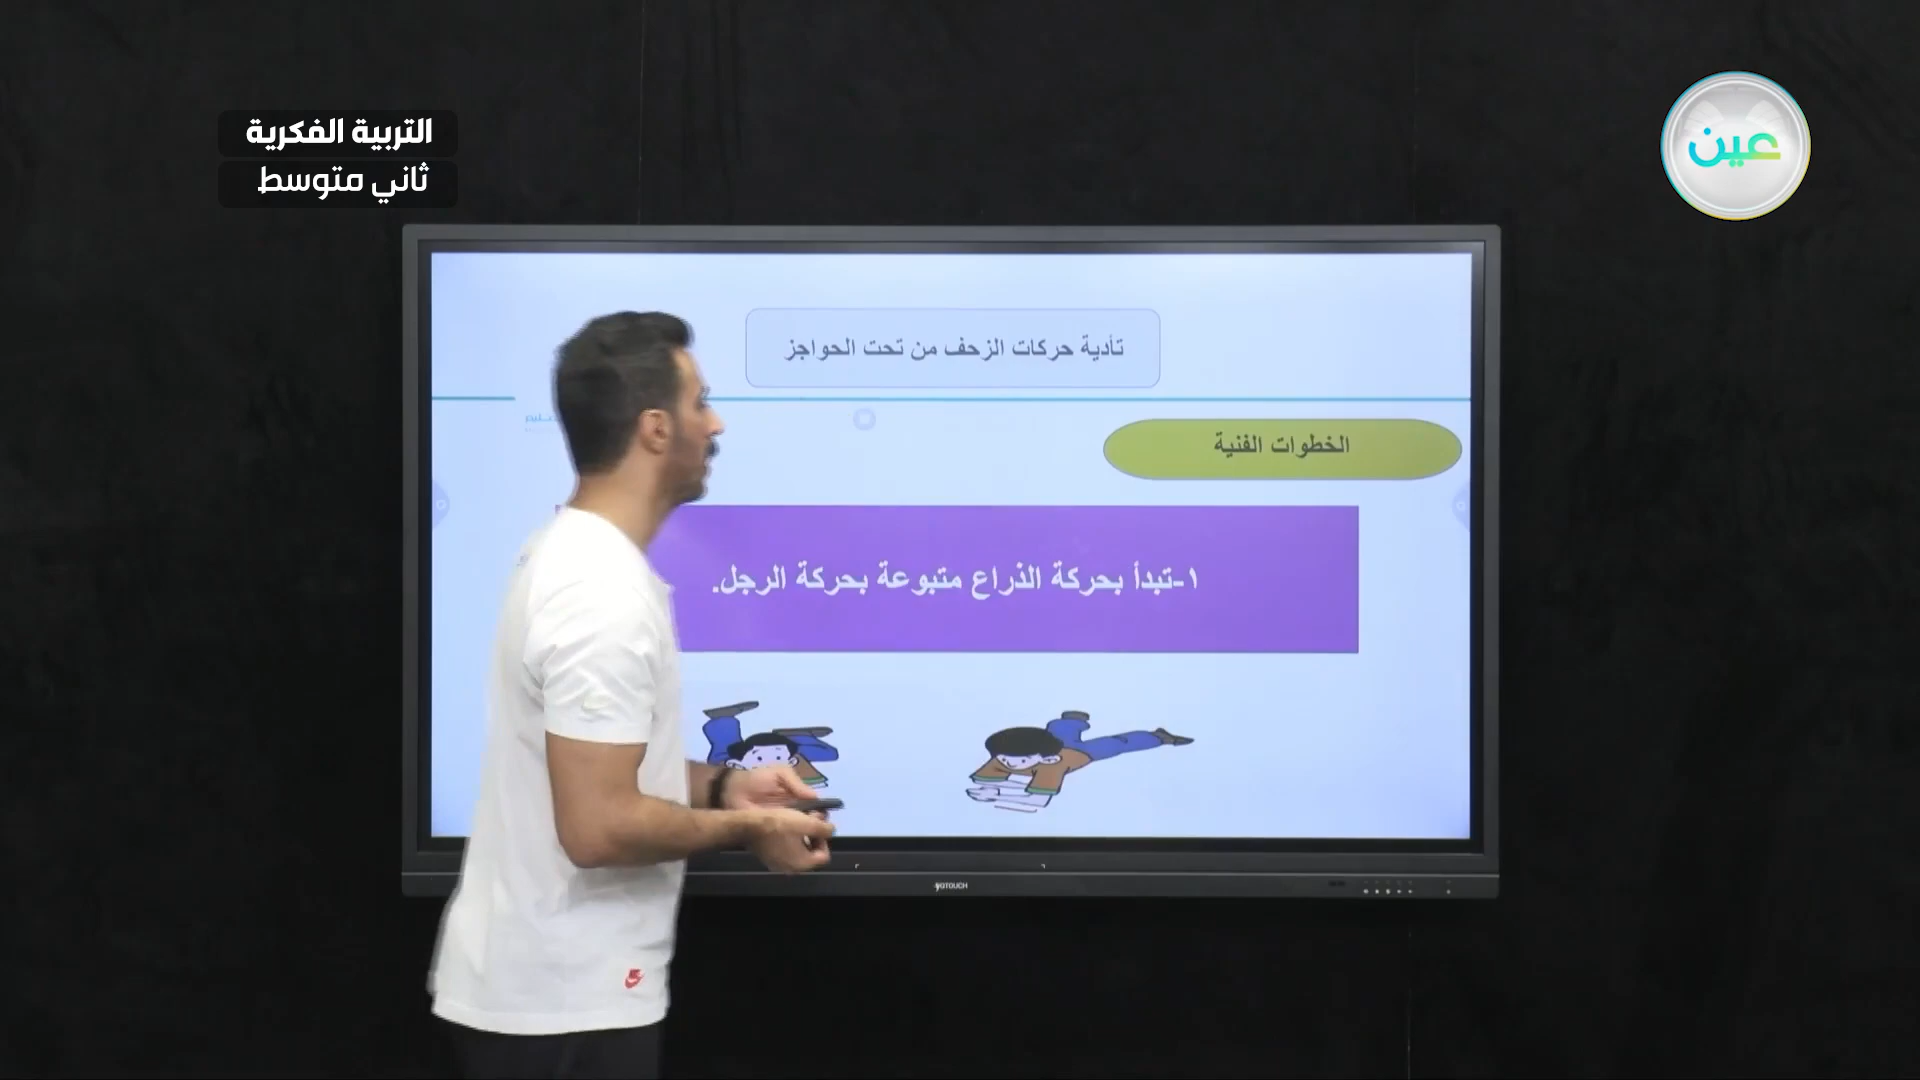 التربية الفكرية
ثاني متوسط
عين
تأدية حركات الزحف من تحت الحواجز
الخطوات الفنية
١-تبدأ بحركة الذراع متبوعة بحركة الرجل.